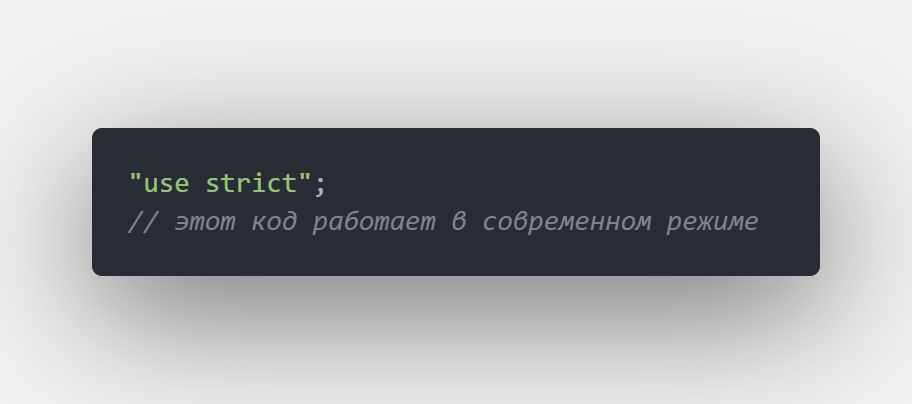 "use strict";
// этот код работает в современном режиме